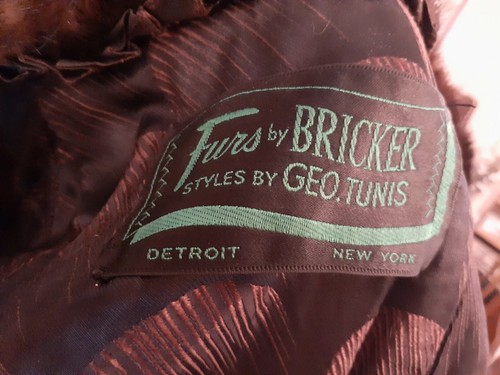 Furs by BRICKER
STYLES BY GEO. TUNIS
DETROIT NEW YORK